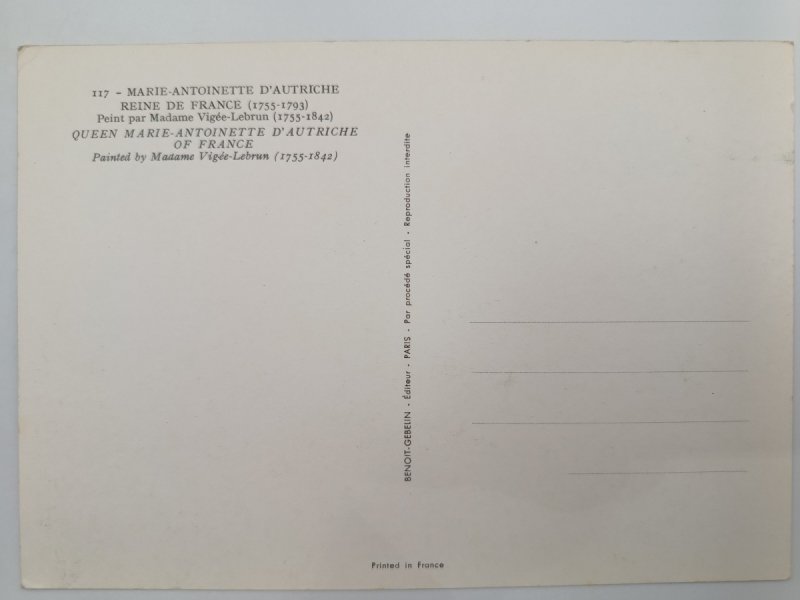 117 - MARIE-ANTOINETTE D'AUTRICHE
REINE DE FRANCE (1755-1793)
Peint par Madame Vigée-Lebrun (1755-1842)
QUEEN MARIE-ANTOINETTE D'AUTRICHE
OF FRANCE
Painted by Madame Vigée-Lebrun (1755-1842)
BENOIT-GEBELIN - Éditeur - PARIS - Par procédé spécial - Reproduction interdite
Printed in France